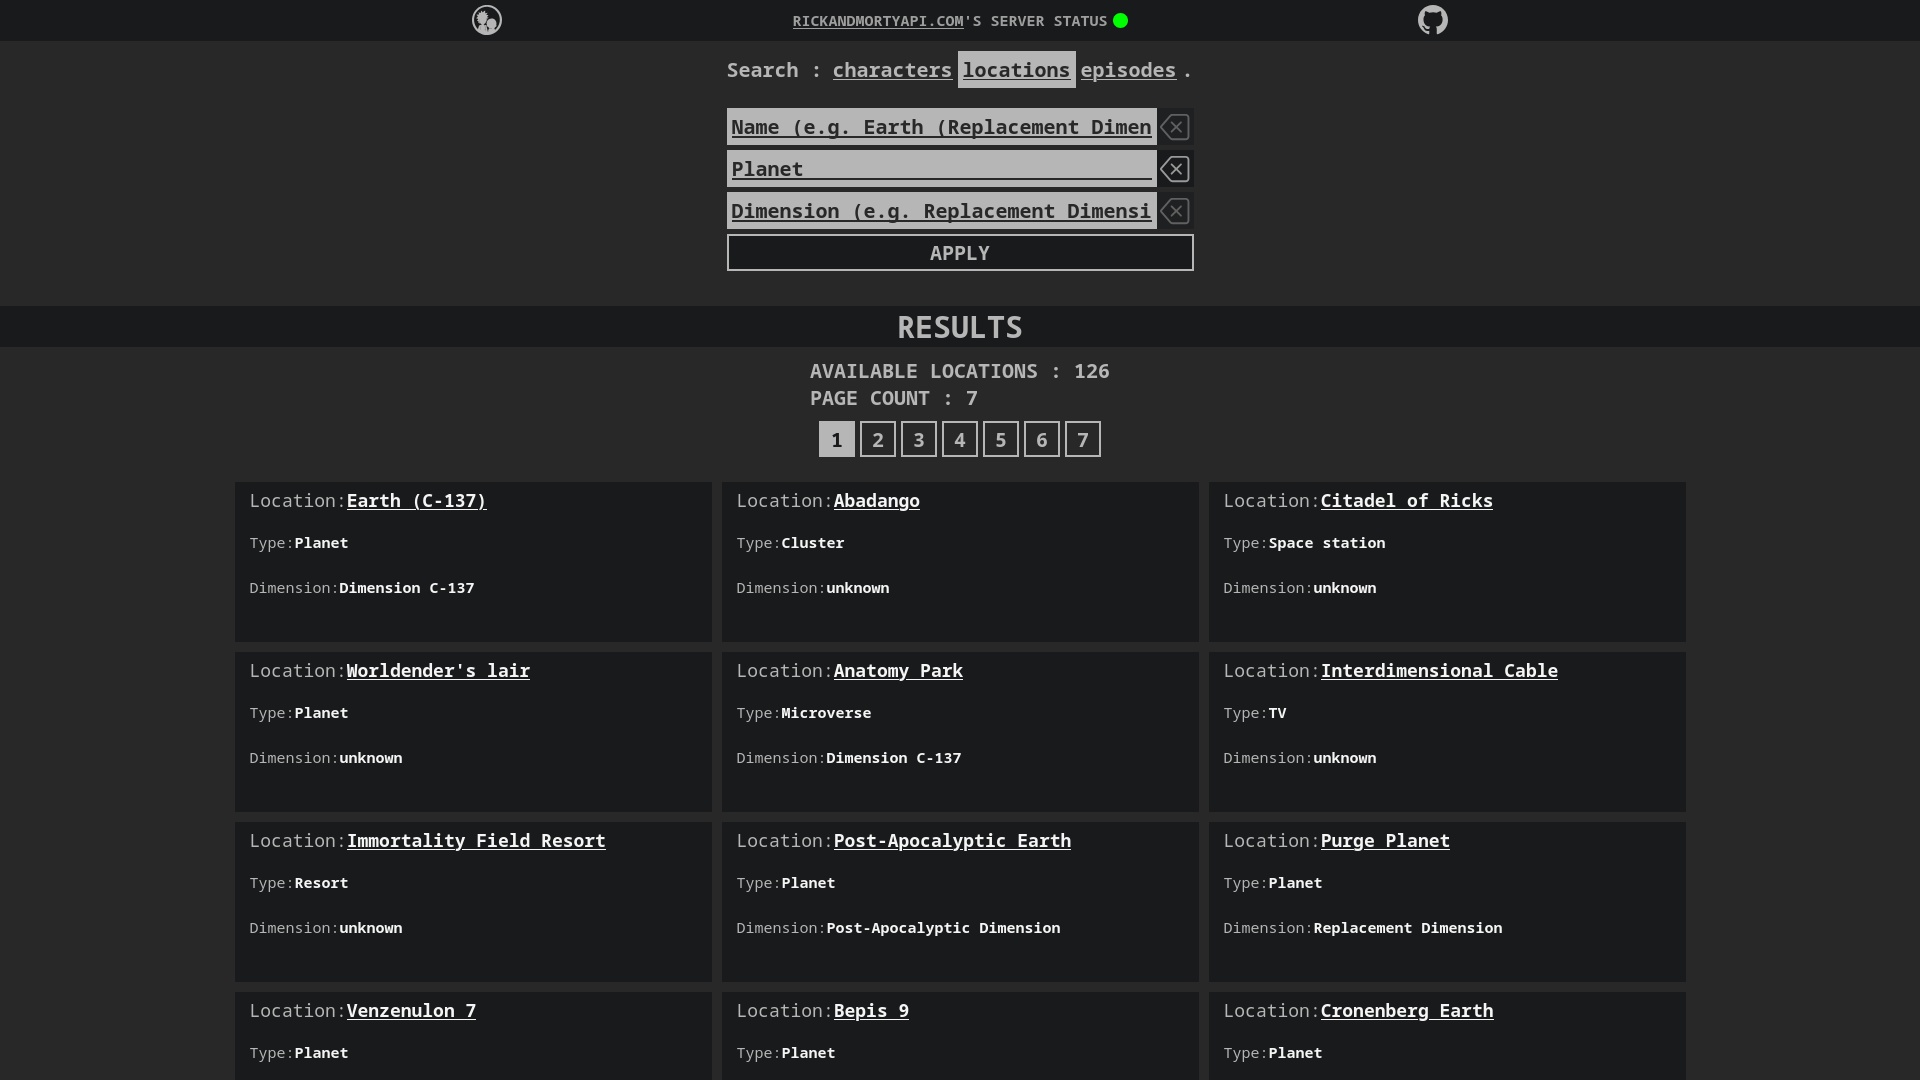 RICKANDMORTYAPI.COM'S SERVER STATUS
Search : characters locations episodes .
Name (e.g. Earth (Replacement Dimen
Planet
Dimension (e.g. Replacement Dimensi
APPLY
RESULTS
AVAILABLE LOCATIONS : 126
PAGE COUNT : 7
1 2 3 4 5 6 7
Location:Earth (C-137)
Type:Planet
Dimension:Dimension C-137
Location:Abadango
Type:Cluster
Dimension:unknown
Location:Citadel of Ricks
Type:Space station
Dimension:unknown
Location:Worldender's lair
Type:Planet
Dimension:unknown
Location:Anatomy Park
Type:Microverse
Dimension:Dimension C-137
Location:Interdimensional Cable
Type:TV
Dimension:unknown
Location:Immortality Field Resort
Type:Resort
Dimension:unknown
Location:Post-Apocalyptic Earth
Type:Planet
Dimension:Post-Apocalyptic Dimension
Location:Purge Planet
Type:Planet
Dimension:Replacement Dimension
Location:Venzenulon 7
Type:Planet
Location:Bepis 9
Type:Planet
Location:Cronenberg Earth
Type:Planet